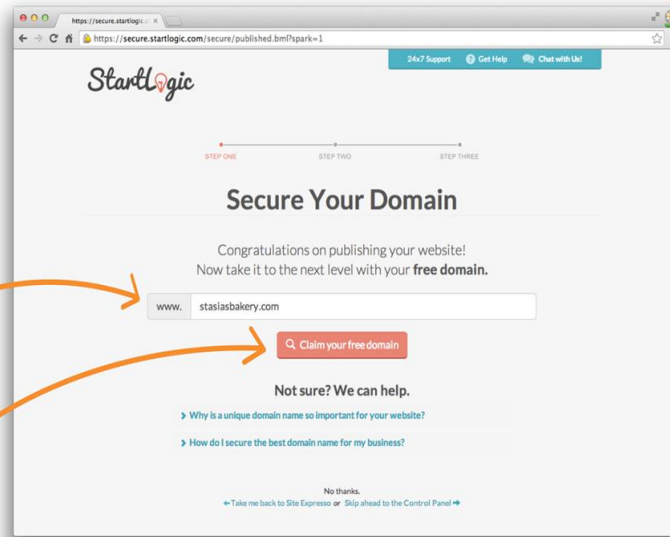 https://secure.startlogic.c
https://secure.startlogic.com/secure/published.bml?spark=1
StartLogic
24x7 Support Get Help Chat with Us!
STEP ONE STEP TWO STEP THREE
Secure Your Domain
Congratulations on publishing your website!
Now take it to the next level with your free domain.
www. stasiasbakery.com
Claim your free domain
Not sure? We can help.
Why is a unique domain name so important for your website?
How do I secure the best domain name for my business?
No thanks.
Take me back to Site Expresso or Skip ahead to the Control Panel